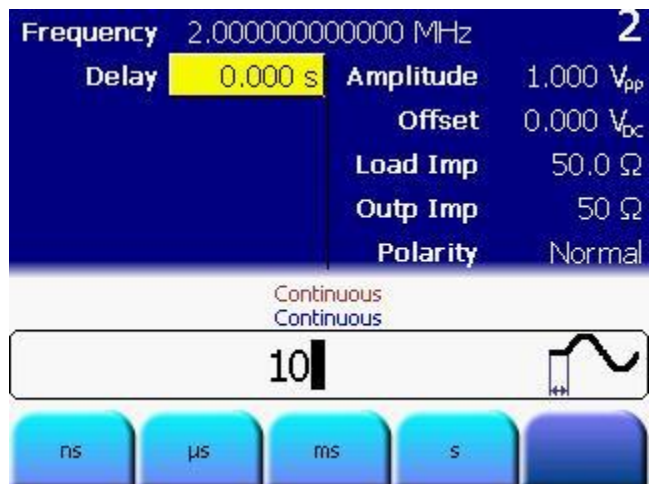 Frequency 2.000000000000 MHz 2
Delay 0.000 s Amplitude 1.000 Vpp
Offset 0.000 VDC
Load Imp 50.0 Ω
Outp Imp 50 Ω
Polarity Normal
Continuous
Continuous
10
ns µs ms s